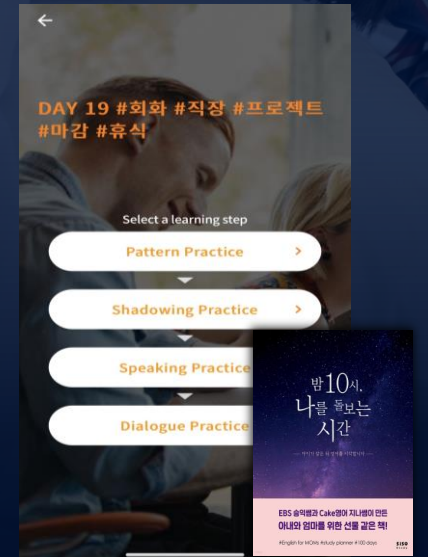 DAY 19 #회화 #직장 #프로젝트
#마감 #휴식
Select a learning step
Pattern Practice
Shadowing Practice
Speaking Practice
Dialogue Practice
밤10시,
나를 돌보는
시간
EBS 승익쌤과 Cake영어 지나쌤이 만든
아내와 엄마를 위한 선물 같은 책!
#English for MOMs #study planner #100 days
SISO